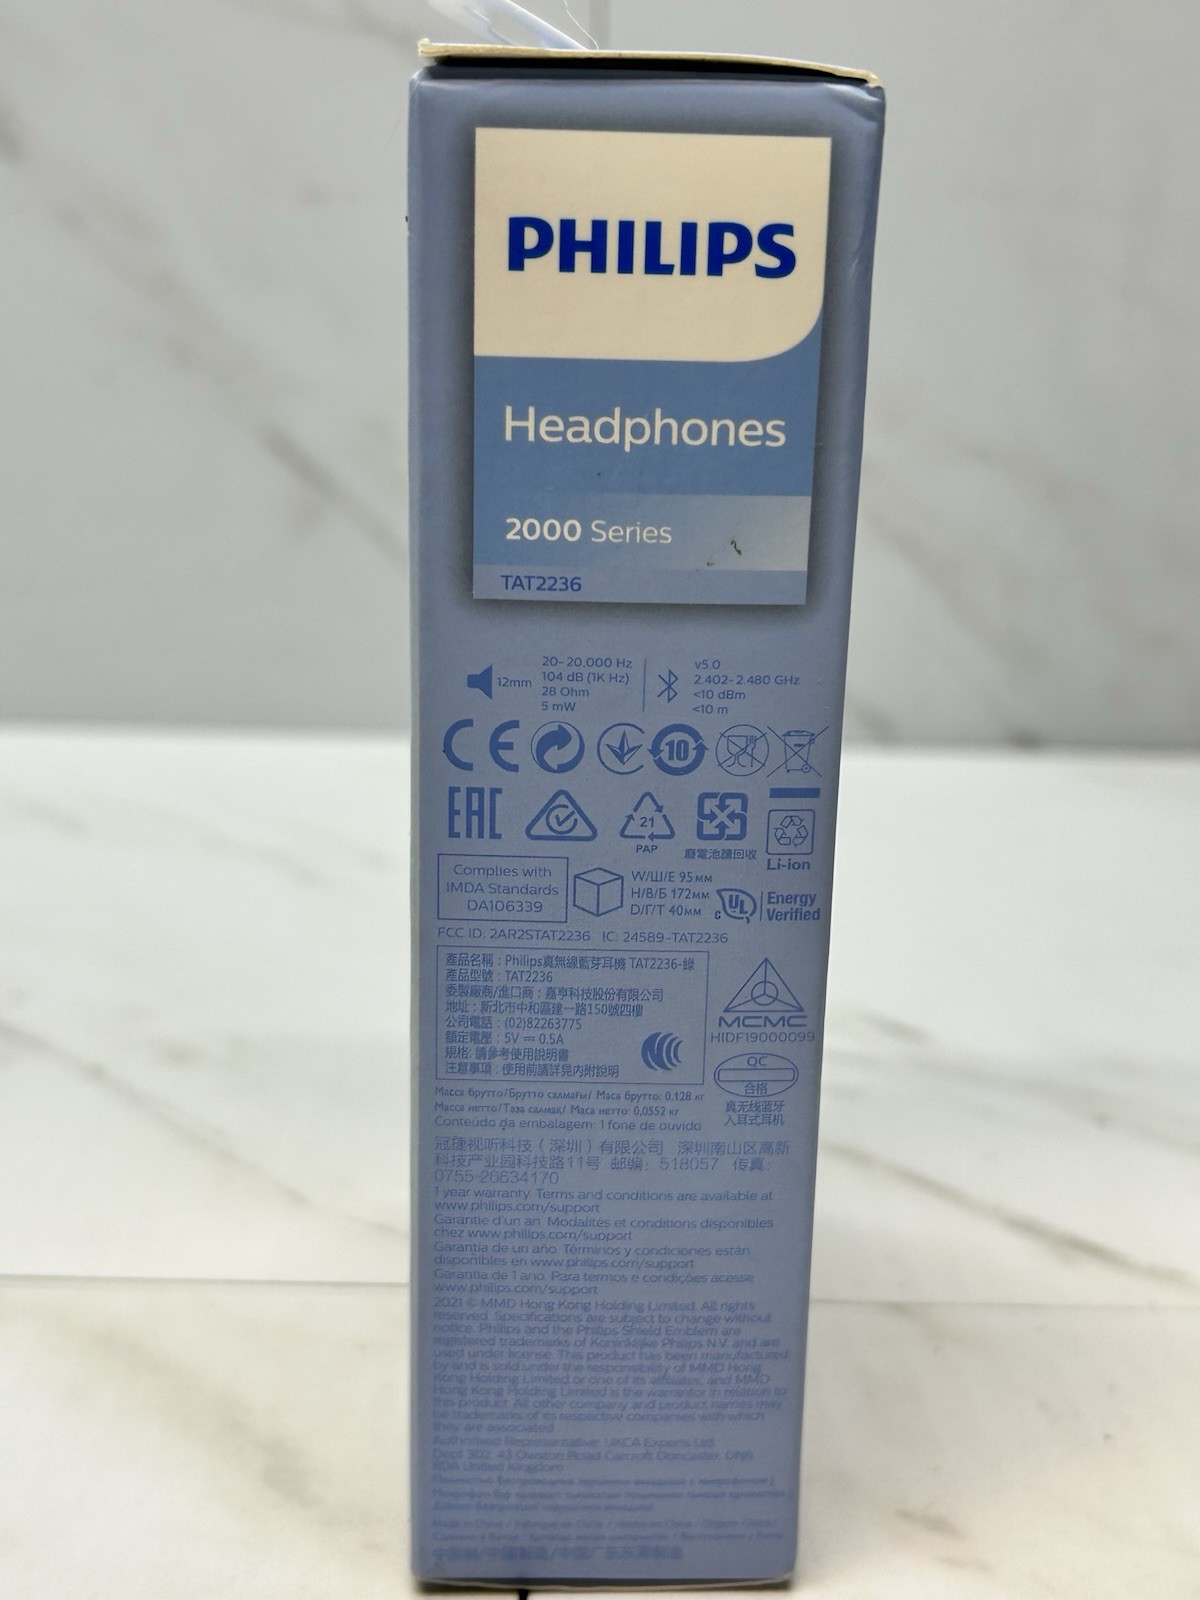 PHILIPS
Headphones
2000 Series
TAT2236
12mm
20-20,000 Hz
104 dB (1K Hz)
28 Ohm
5 mW
v5.0
2.402-2.480 GHz
<10 dBm
<10 m
CE
10
EAC
21
PAP
廢電池請回收
Li-ion
Complies with
IMDA Standards
DA106339
W/Ш/Е 95мм
Н/В/Б 172мм
D/Г/Т 40мм
c UL
Energy
Verified
FCC ID: 2AR2STAT2236 IC: 24589-TAT2236
產品名稱：Philips真無線藍芽耳機 TAT2236-綠
產品型號：TAT2236
委製廠商/進口商：嘉亨科技股份有限公司
地址：新北市中和區建一路150號四樓
公司電話：(02)82263775
額定電壓：5V ⎓ 0.5A
規格: 請參考使用說明書
注意事項：使用前請詳見內附說明
MCMC
HIDF19000099
QC
合格
真无线蓝牙
入耳式耳机
Масса брутто/Брутто салмағы/ Маса брутто: 0,128 кг
Масса нетто/Таза салмақ/ Маса нетто: 0,0552 кг
Conteúdo da embalagem: 1 fone de ouvido
冠捷视听科技（深圳）有限公司 深圳南山区高新
科技产业园科技路11号 邮编：518057 传真：
0755-26634170
1 year warranty. Terms and conditions are available at
www.philips.com/support
Garantie d'un an. Modalités et conditions disponibles
chez www.philips.com/support
Garantía de un año. Términos y condiciones están
disponibles en www.philips.com/support
Garantia de 1 ano. Para termos e condições acesse
www.philips.com/support
2021 © MMD Hong Kong Holding Limited. All rights
reserved. Specifications are subject to change without
notice. Philips and the Philips Shield Emblem are
registered trademarks of Koninklijke Philips N.V. and are
used under license. This product has been manufactured
by and is sold under the responsibility of MMD Hong
Kong Holding Limited or one of its affiliates, and MMD
Hong Kong Holding Limited is the warrantor in relation to
this product. All other company and product names may
be trademarks of its respective companies with which
they are associated.
Authorised Representative: UKCA Experts Ltd.
Dept 302, 43 Owston Road Carcroft Doncaster, DN6
8DA United Kingdom